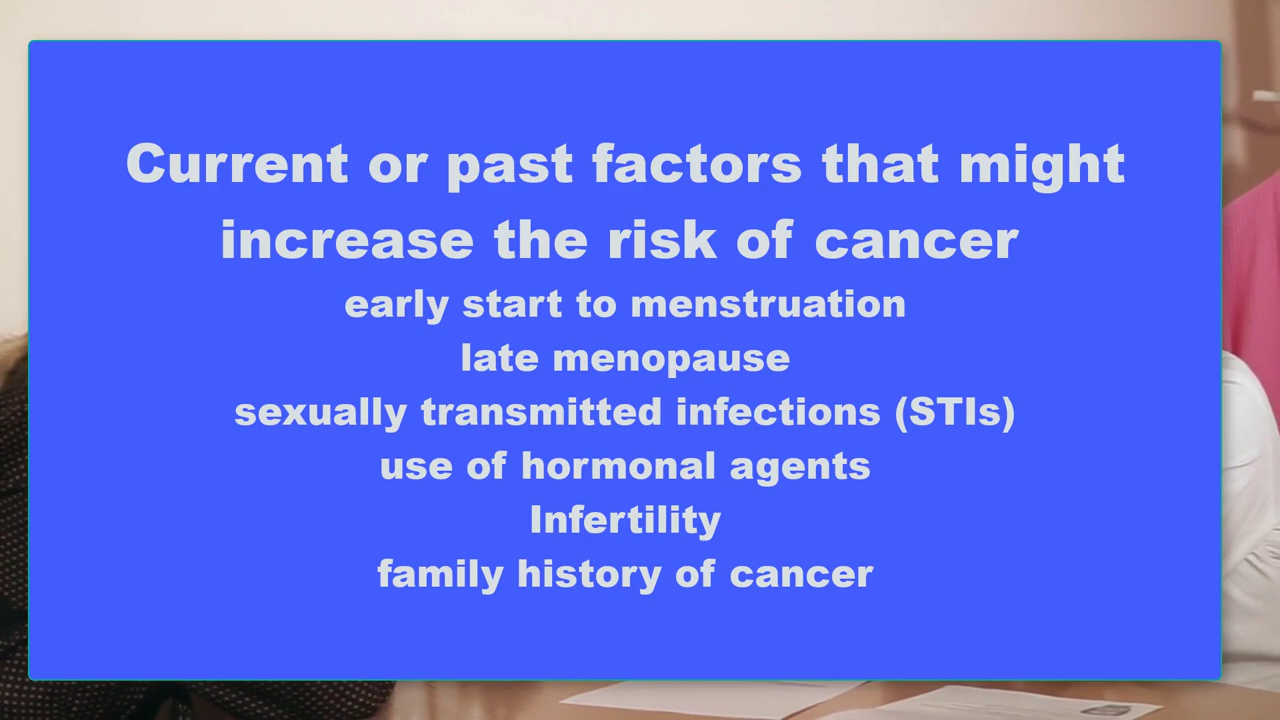 Current or past factors that might
increase the risk of cancer
early start to menstruation
late menopause
sexually transmitted infections (STIs)
use of hormonal agents
Infertility
family history of cancer